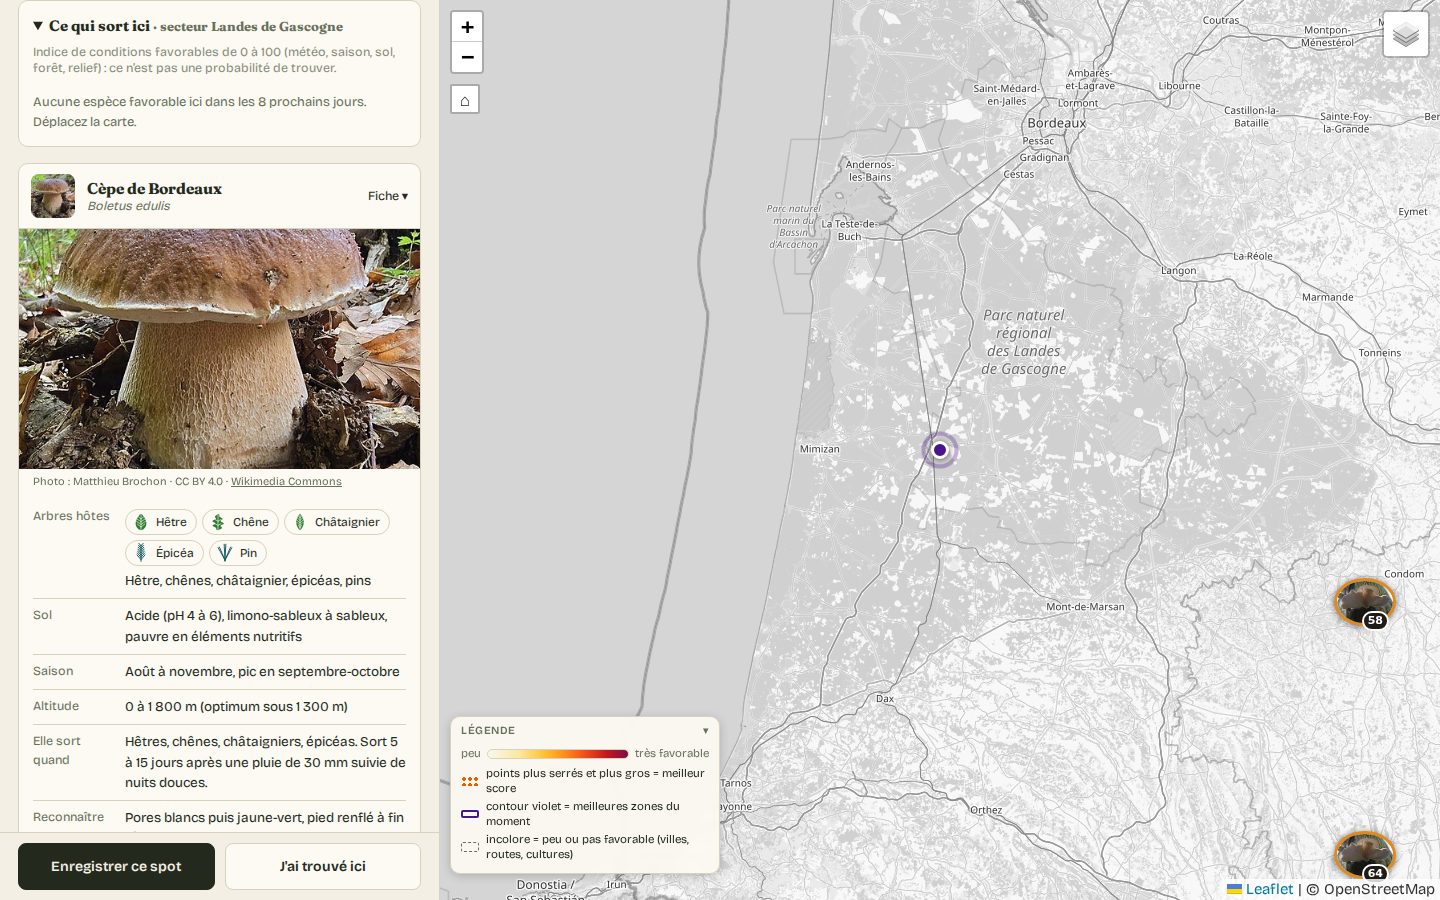 ▼ Ce qui sort ici · secteur Landes de Gascogne
Indice de conditions favorables de 0 à 100 (météo, saison, sol,
forêt, relief) : ce n'est pas une probabilité de trouver.
Aucune espèce favorable ici dans les 8 prochains jours.
Déplacez la carte.
Cèpe de Bordeaux
Boletus edulis
Fiche ▾
Photo : Matthieu Brochon · CC BY 4.0 · Wikimedia Commons
Arbres hôtes
Hêtre
Chêne
Châtaignier
Épicéa
Pin
Hêtre, chênes, châtaignier, épicéas, pins
Sol
Acide (pH 4 à 6), limono-sableux à sableux,
pauvre en éléments nutritifs
Saison
Août à novembre, pic en septembre-octobre
Altitude
0 à 1 800 m (optimum sous 1 300 m)
Elle sort
quand
Hêtres, chênes, châtaigniers, épicéas. Sort 5
à 15 jours après une pluie de 30 mm suivie de
nuits douces.
Reconnaître
Pores blancs puis jaune-vert, pied renflé à fin
Enregistrer ce spot
J'ai trouvé ici
+
−
⌂
Coutras
Montpon-
Ménestérol
Ambarès-
et-Lagrave
Libourne
Saint-Médard-
en-Jalles
Lormont
Castillon-la-
Bataille
Sainte-Foy-
la-Grande
Ber
Bordeaux
Pessac
Gradignan
Cestas
Andernos-
les-Bains
Parc naturel
marin du
Bassin
d'Arcachon
La Teste-de-
Buch
Eymet
La Réole
Langon
Marmande
Parc naturel
régional
des Landes
de Gascogne
Tonneins
Mimizan
Condom
58
Mont-de-Marsan
Dax
Tarnos
ayonne
Orthez
Donostia /
San Sebastián
Irun
64
LÉGENDE
▾
peu
très favorable
points plus serrés et plus gros = meilleur
score
contour violet = meilleures zones du
moment
incolore = peu ou pas favorable (villes,
routes, cultures)
Leaflet | © OpenStreetMap